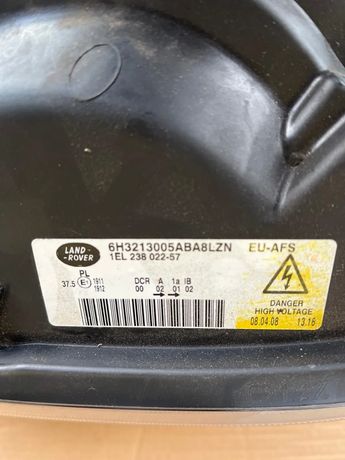 LAND-
-ROVER
6H3213005ABA8LZN EU-AFS
1EL 238 022-57
PL
37.5 E1 1911
1912
DCR A 1a IB
00 02 01 02
DANGER
HIGH VOLTAGE
08.04.08 13:16